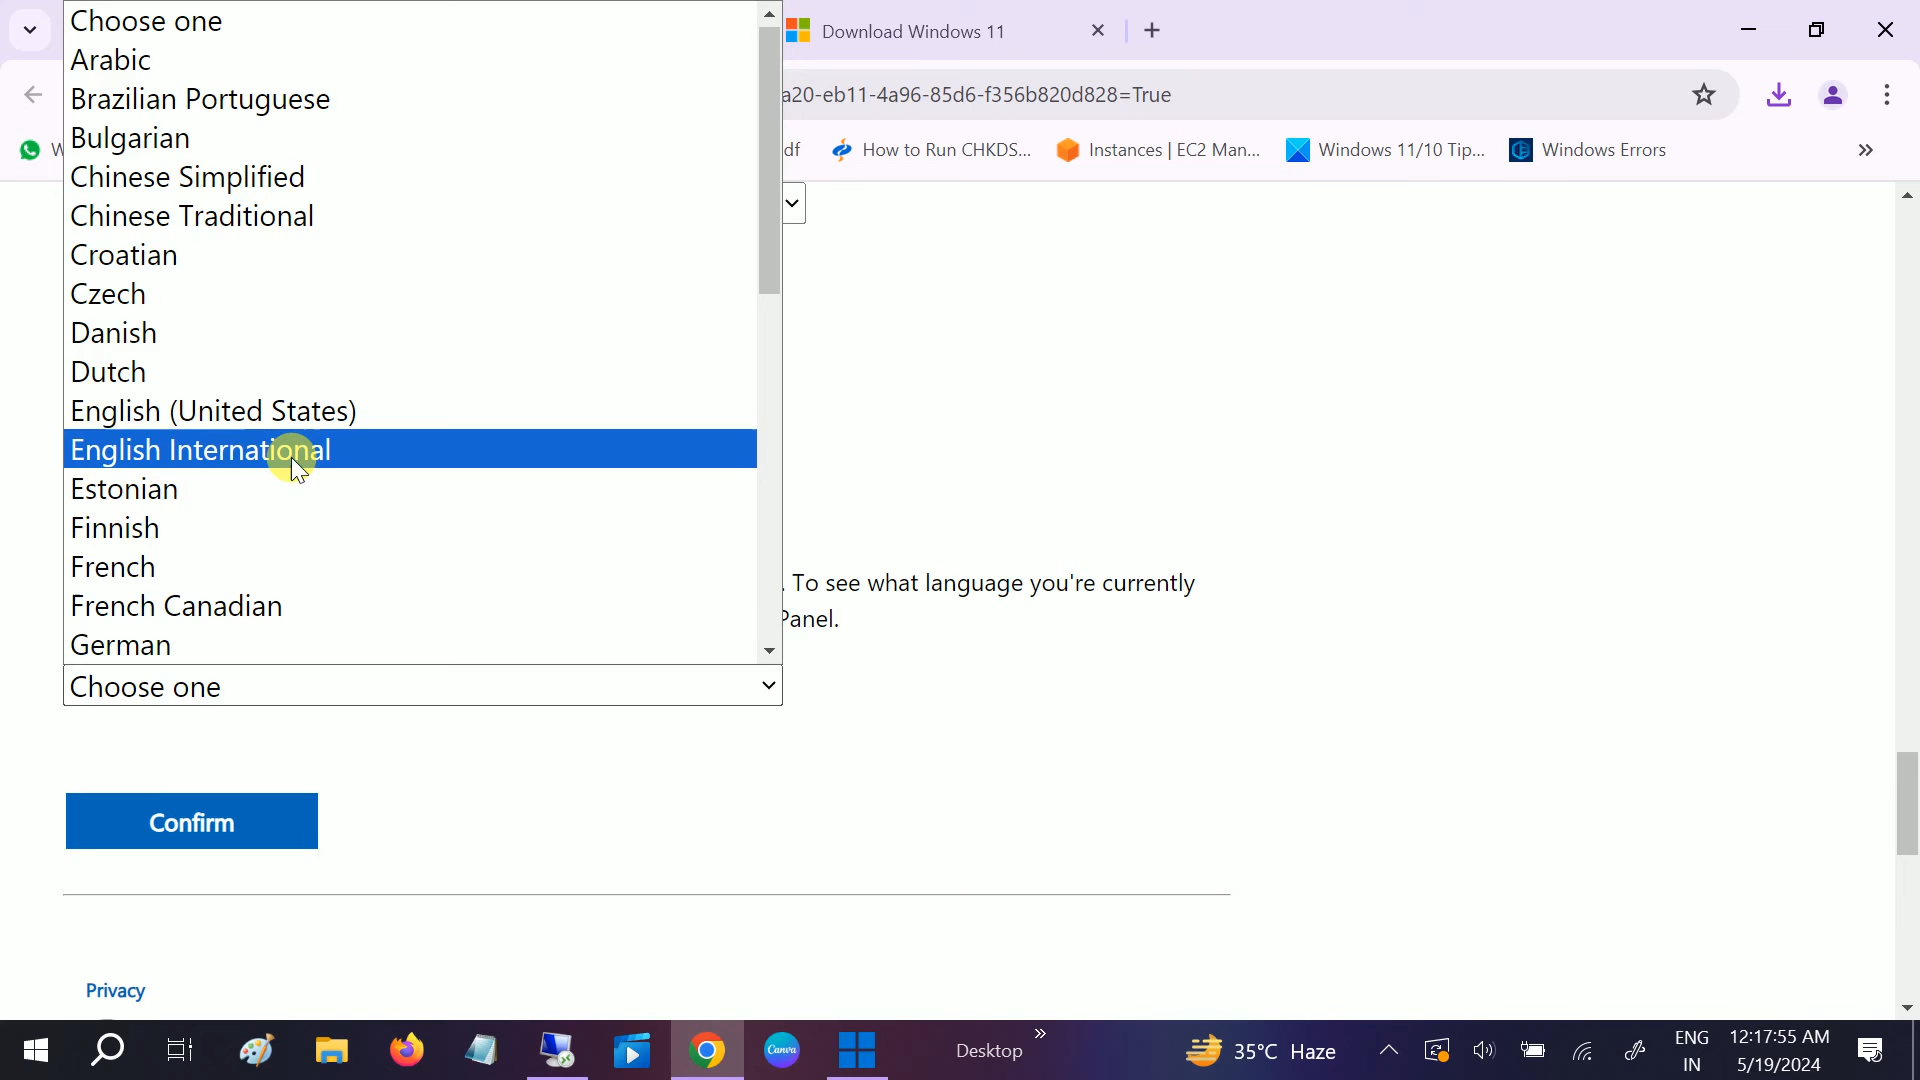 Download Windows 11
a20-eb11-4a96-85d6-f356b820d828=True
W
df
How to Run CHKDS...
Instances | EC2 Man...
Windows 11/10 Tip...
Windows Errors
Choose one
Arabic
Brazilian Portuguese
Bulgarian
Chinese Simplified
Chinese Traditional
Croatian
Czech
Danish
Dutch
English (United States)
English International
Estonian
Finnish
French
French Canadian
German
. To see what language you're currently
Panel.
Choose one
Confirm
Privacy
Canva
Desktop
35°C Haze
ENG
IN
12:17:55 AM
5/19/2024